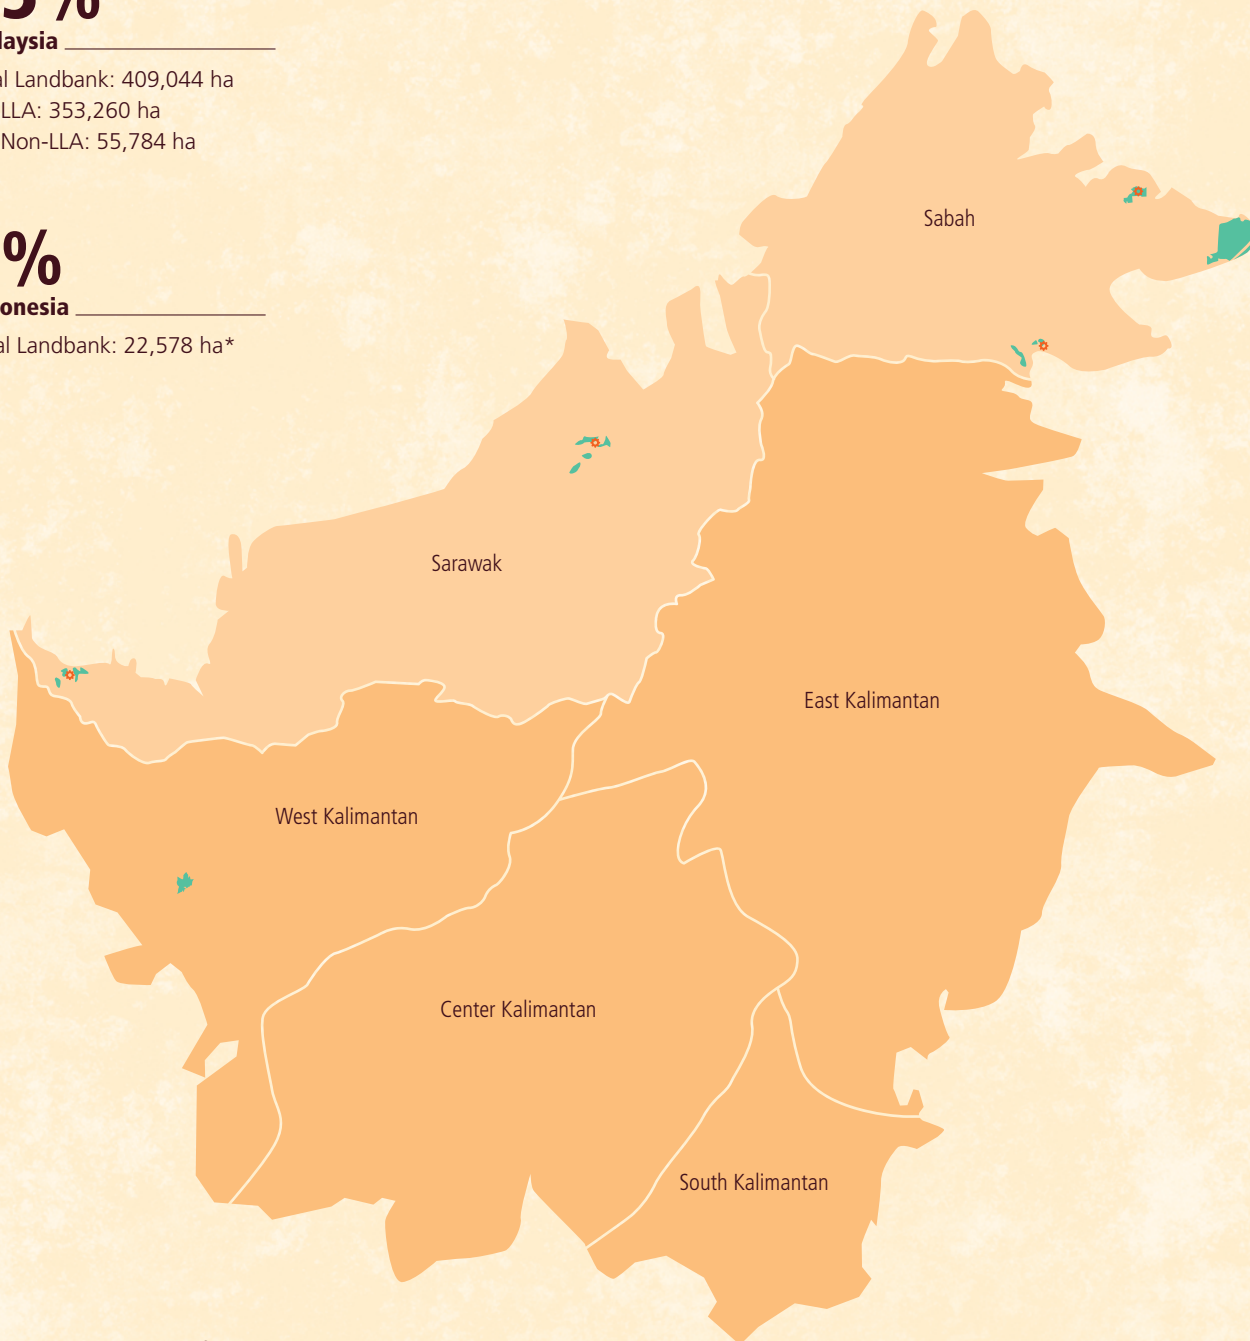 %
laysia
al Landbank: 409,044 ha
LLA: 353,260 ha
Non-LLA: 55,784 ha
%
onesia
al Landbank: 22,578 ha*
Sabah
Sarawak
East Kalimantan
West Kalimantan
Center Kalimantan
South Kalimantan